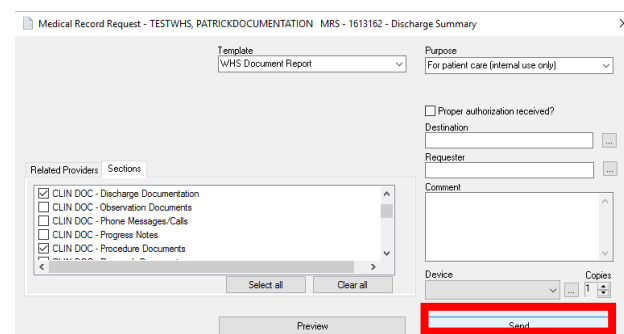 Medical Record Request - TESTWHS, PATRICKDOCUMENTATION MRS - 1613162 - Discharge Summary
Template
WHS Document Report
Purpose
For patient care (internal use only)
Proper authorization received?
Destination
...
Requester
...
Related Providers Sections
Comment
CLIN DOC - Discharge Documentation
CLIN DOC - Observation Documents
CLIN DOC - Phone Messages/Calls
CLIN DOC - Progress Notes
CLIN DOC - Procedure Documents
Select all Clear all
Device Copies
... 1
Preview Send